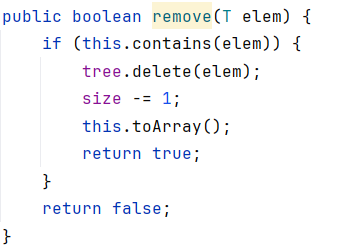 public boolean remove(T elem) {
    if (this.contains(elem)) {
        tree.delete(elem);
        size -= 1;
        this.toArray();
        return true;
    }
    return false;
}